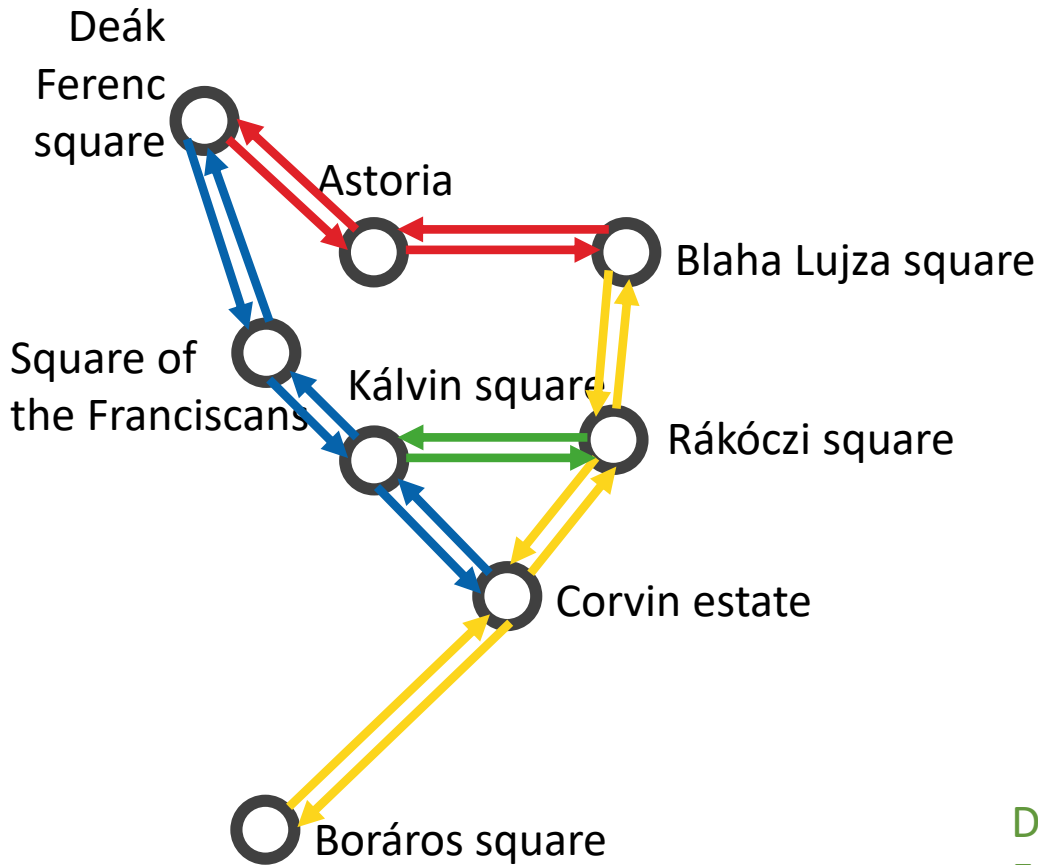 Deák
Ferenc
square
Astoria
Blaha Lujza square
Square of
the Franciscans
Kálvin square
Rákóczi square
Corvin estate
Boráros square
D